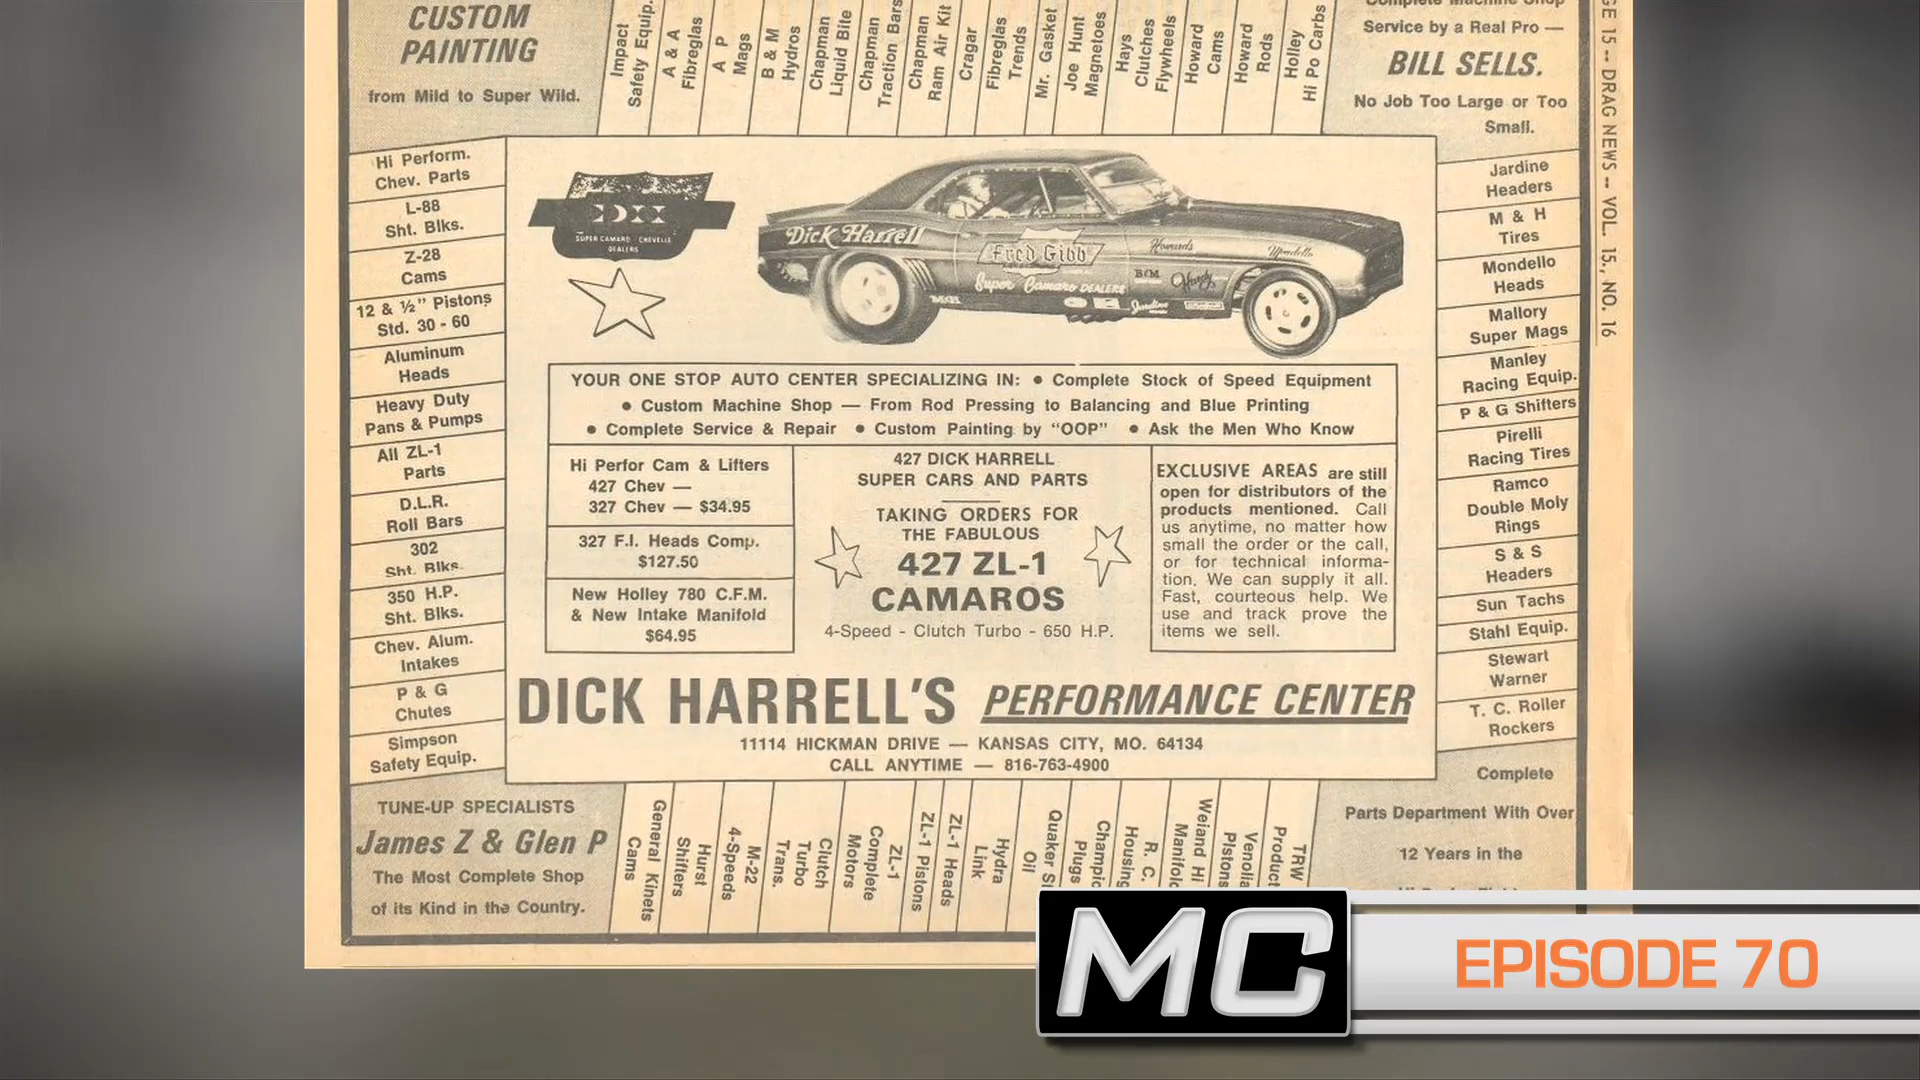 CUSTOM
PAINTING
from Mild to Super Wild.
Impact
Safety Equip.
A & A
Fibreglas
A P
Mags
B & M
Hydros
Chapman
Liquid Bite
Chapman
Traction Bars
Chapman
Ram Air Kit
Cragar
Fibreglas
Trends
Mr. Gasket
Joe Hunt
Magnetoes
Hays
Clutches
Flywheels
Howard
Cams
Howard
Rods
Holley
Hi Po Carbs
Service by a Real Pro —
BILL SELLS.
No Job Too Large or Too
Small.
15 -- DRAG NEWS -- VOL. 15., NO. 16
Hi Perform.
Chev. Parts
L-88
Sht. Blks.
Z-28
Cams
12 & ½" Pistons
Std. 30 - 60
Aluminum
Heads
Heavy Duty
Pans & Pumps
All ZL-1
Parts
D.L.R.
Roll Bars
302
Sht. Blks.
350 H.P.
Sht. Blks.
Chev. Alum.
Intakes
P & G
Chutes
Simpson
Safety Equip.
SUPER CAMARO CHEVELLE
DEALERS
Dick Harrell
Fred Gibb
Super Camaro DEALERS
Howards
Mondello
B&M
Hurdy
Jardine
YOUR ONE STOP AUTO CENTER SPECIALIZING IN: • Complete Stock of Speed Equipment
• Custom Machine Shop — From Rod Pressing to Balancing and Blue Printing
• Complete Service & Repair • Custom Painting by "OOP" • Ask the Men Who Know
Hi Perfor Cam & Lifters
427 Chev —
327 Chev — $34.95
327 F.I. Heads Comp.
$127.50
New Holley 780 C.F.M.
& New Intake Manifold
$64.95
427 DICK HARRELL
SUPER CARS AND PARTS
TAKING ORDERS FOR
THE FABULOUS
427 ZL-1
CAMAROS
4-Speed - Clutch Turbo - 650 H.P.
EXCLUSIVE AREAS are still
open for distributors of the
products mentioned. Call
us anytime, no matter how
small the order or the call,
or for technical informa-
tion. We can supply it all.
Fast, courteous help. We
use and track prove the
items we sell.
DICK HARRELL'S PERFORMANCE CENTER
11114 HICKMAN DRIVE — KANSAS CITY, MO. 64134
CALL ANYTIME — 816-763-4900
Jardine
Headers
M & H
Tires
Mondello
Heads
Mallory
Super Mags
Manley
Racing Equip.
P & G Shifters
Pirelli
Racing Tires
Ramco
Double Moly
Rings
S & S
Headers
Sun Tachs
Stahl Equip.
Stewart
Warner
T. C. Roller
Rockers
TUNE-UP SPECIALISTS
James Z & Glen P
The Most Complete Shop
of its Kind in the Country.
General Kinets
Cams
Hurst
Shifters
M-22
4-Speeds
Clutch
Turbo
Trans.
ZL-1
Complete
Motors
ZL-1 Pistons
ZL-1 Heads
Hydra
Link
Quaker
Oil
Plugs
R. C.
Weiand Hi
Pistons
TRW
Complete
Parts Department With Over
12 Years in the
MC
EPISODE 70